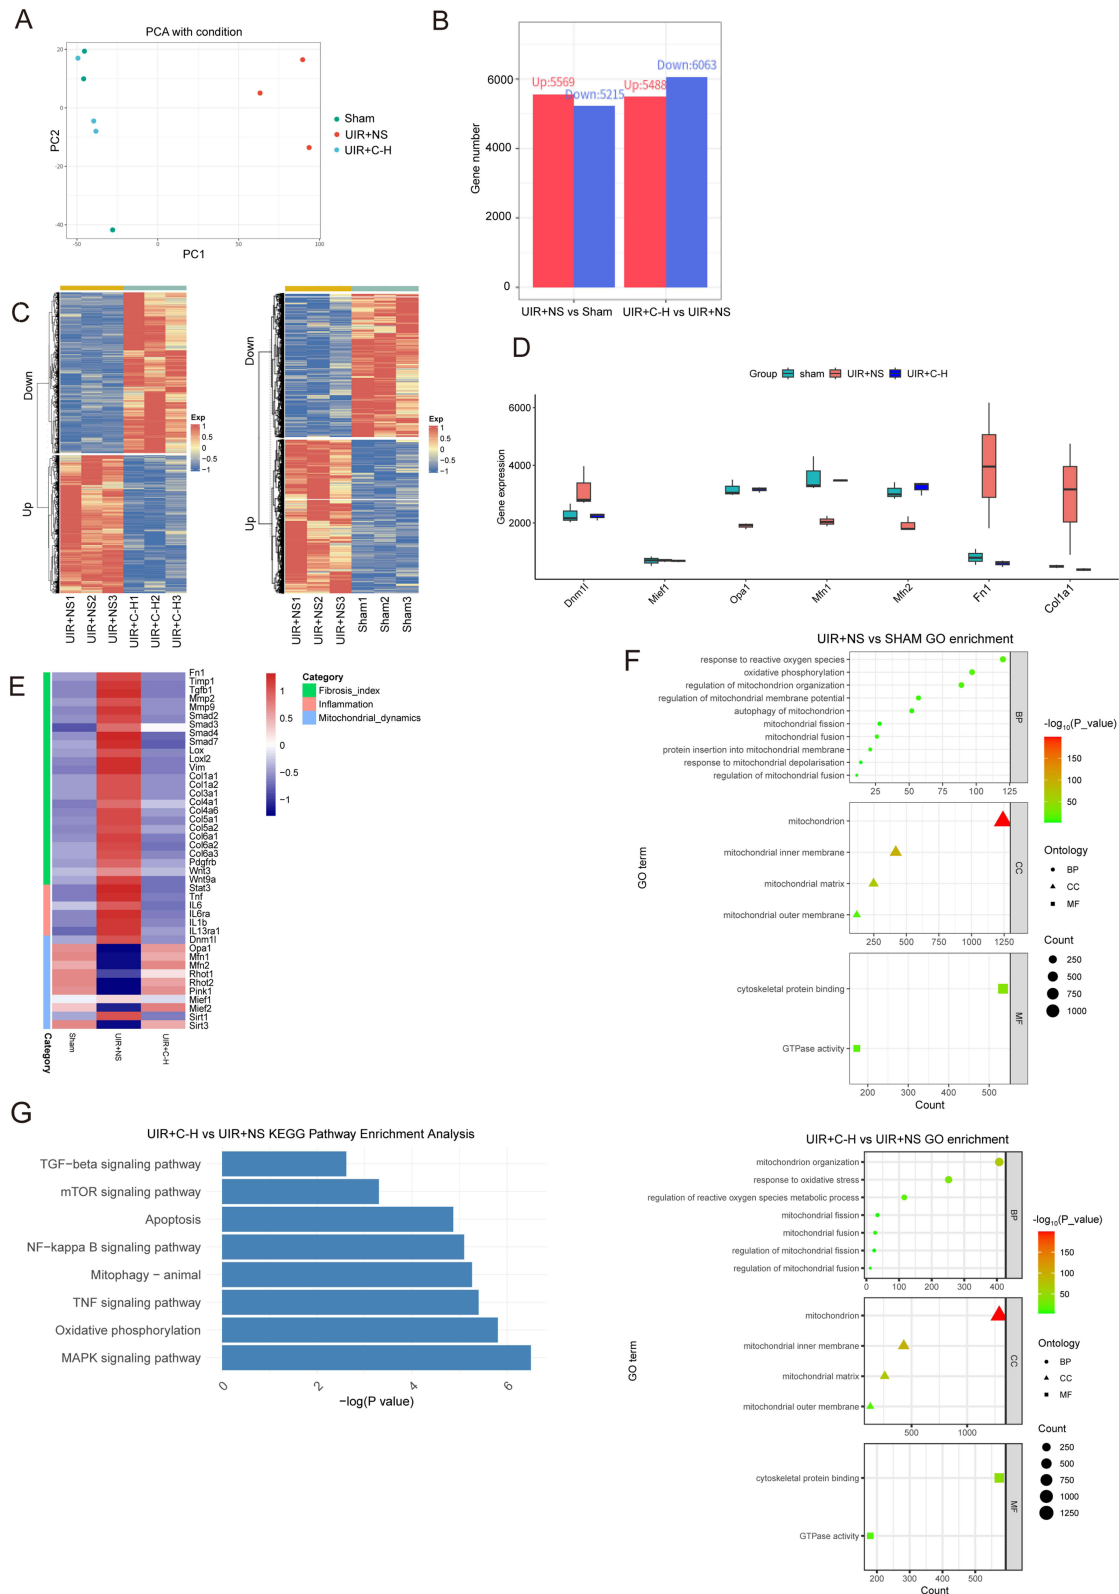 A
PCA with condition
20
0
-20
-40
PC2
-50
0
50
100
PC1
Sham
UIR+NS
UIR+C-H
B
Gene number
6000
4000
2000
0
Up:5569
Down:5215
Up:5488
Down:6063
UIR+NS vs Sham
UIR+C-H vs UIR+NS
C
Down
Up
UIR+NS1
UIR+NS2
UIR+NS3
UIR+C-H1
UIR+C-H2
UIR+C-H3
Exp
1
0.5
0
−0.5
−1
Down
Up
UIR+NS1
UIR+NS2
UIR+NS3
Sham1
Sham2
Sham3
Exp
1
0.5
0
−0.5
−1
D
Group
sham
UIR+NS
UIR+C-H
Gene expression
6000
4000
2000
Dnm1l
Mief1
Opa1
Mfn1
Mfn2
Fn1
Col1a1
E
Fn1
Timp1
Tgfb1
Mmp2
Mmp9
Smad2
Smad3
Smad4
Smad7
Lox
Loxl2
Vim
Col1a1
Col1a2
Col3a1
Col4a1
Col4a6
Col5a1
Col5a2
Col6a1
Col6a2
Col6a3
Pdgfrb
Wnt3
Wnt9a
Stat3
Tnf
IL6
IL6ra
IL1b
IL13ra1
Dnm1l
Opa1
Mfn1
Mfn2
Rhot1
Rhot2
Pink1
Mief1
Mief2
Sirt1
Sirt3
Category
Sham
UIR+NS
UIR+C-H
1
0.5
0
−0.5
−1
Category
Fibrosis_index
Inflammation
Mitochondrial_dynamics
F
UIR+NS vs SHAM GO enrichment
response to reactive oxygen species
oxidative phosphorylation
regulation of mitochondrion organization
regulation of mitochondrial membrane potential
autophagy of mitochondrion
mitochondrial fission
mitochondrial fusion
protein insertion into mitochondrial membrane
response to mitochondrial depolarisation
regulation of mitochondrial fusion
25
50
75
100
125
BP
mitochondrion
mitochondrial inner membrane
mitochondrial matrix
mitochondrial outer membrane
250
500
750
1000
1250
CC
GO term
cytoskeletal protein binding
GTPase activity
200
300
400
500
MF
Count
-log10(P_value)
150
100
50
Ontology
BP
CC
MF
Count
250
500
750
1000
G
UIR+C-H vs UIR+NS KEGG Pathway Enrichment Analysis
TGF−beta signaling pathway
mTOR signaling pathway
Apoptosis
NF−kappa B signaling pathway
Mitophagy − animal
TNF signaling pathway
Oxidative phosphorylation
MAPK signaling pathway
0
2
4
6
−log(P value)
UIR+C-H vs UIR+NS GO enrichment
mitochondrion organization
response to oxidative stress
regulation of reactive oxygen species metabolic process
mitochondrial fission
mitochondrial fusion
regulation of mitochondrial fission
regulation of mitochondrial fusion
0
100
200
300
400
BP
mitochondrion
mitochondrial inner membrane
mitochondrial matrix
mitochondrial outer membrane
500
1000
CC
GO term
cytoskeletal protein binding
GTPase activity
200
300
400
500
MF
Count
-log10(P_value)
150
100
50
Ontology
BP
CC
MF
Count
250
500
750
1000
1250